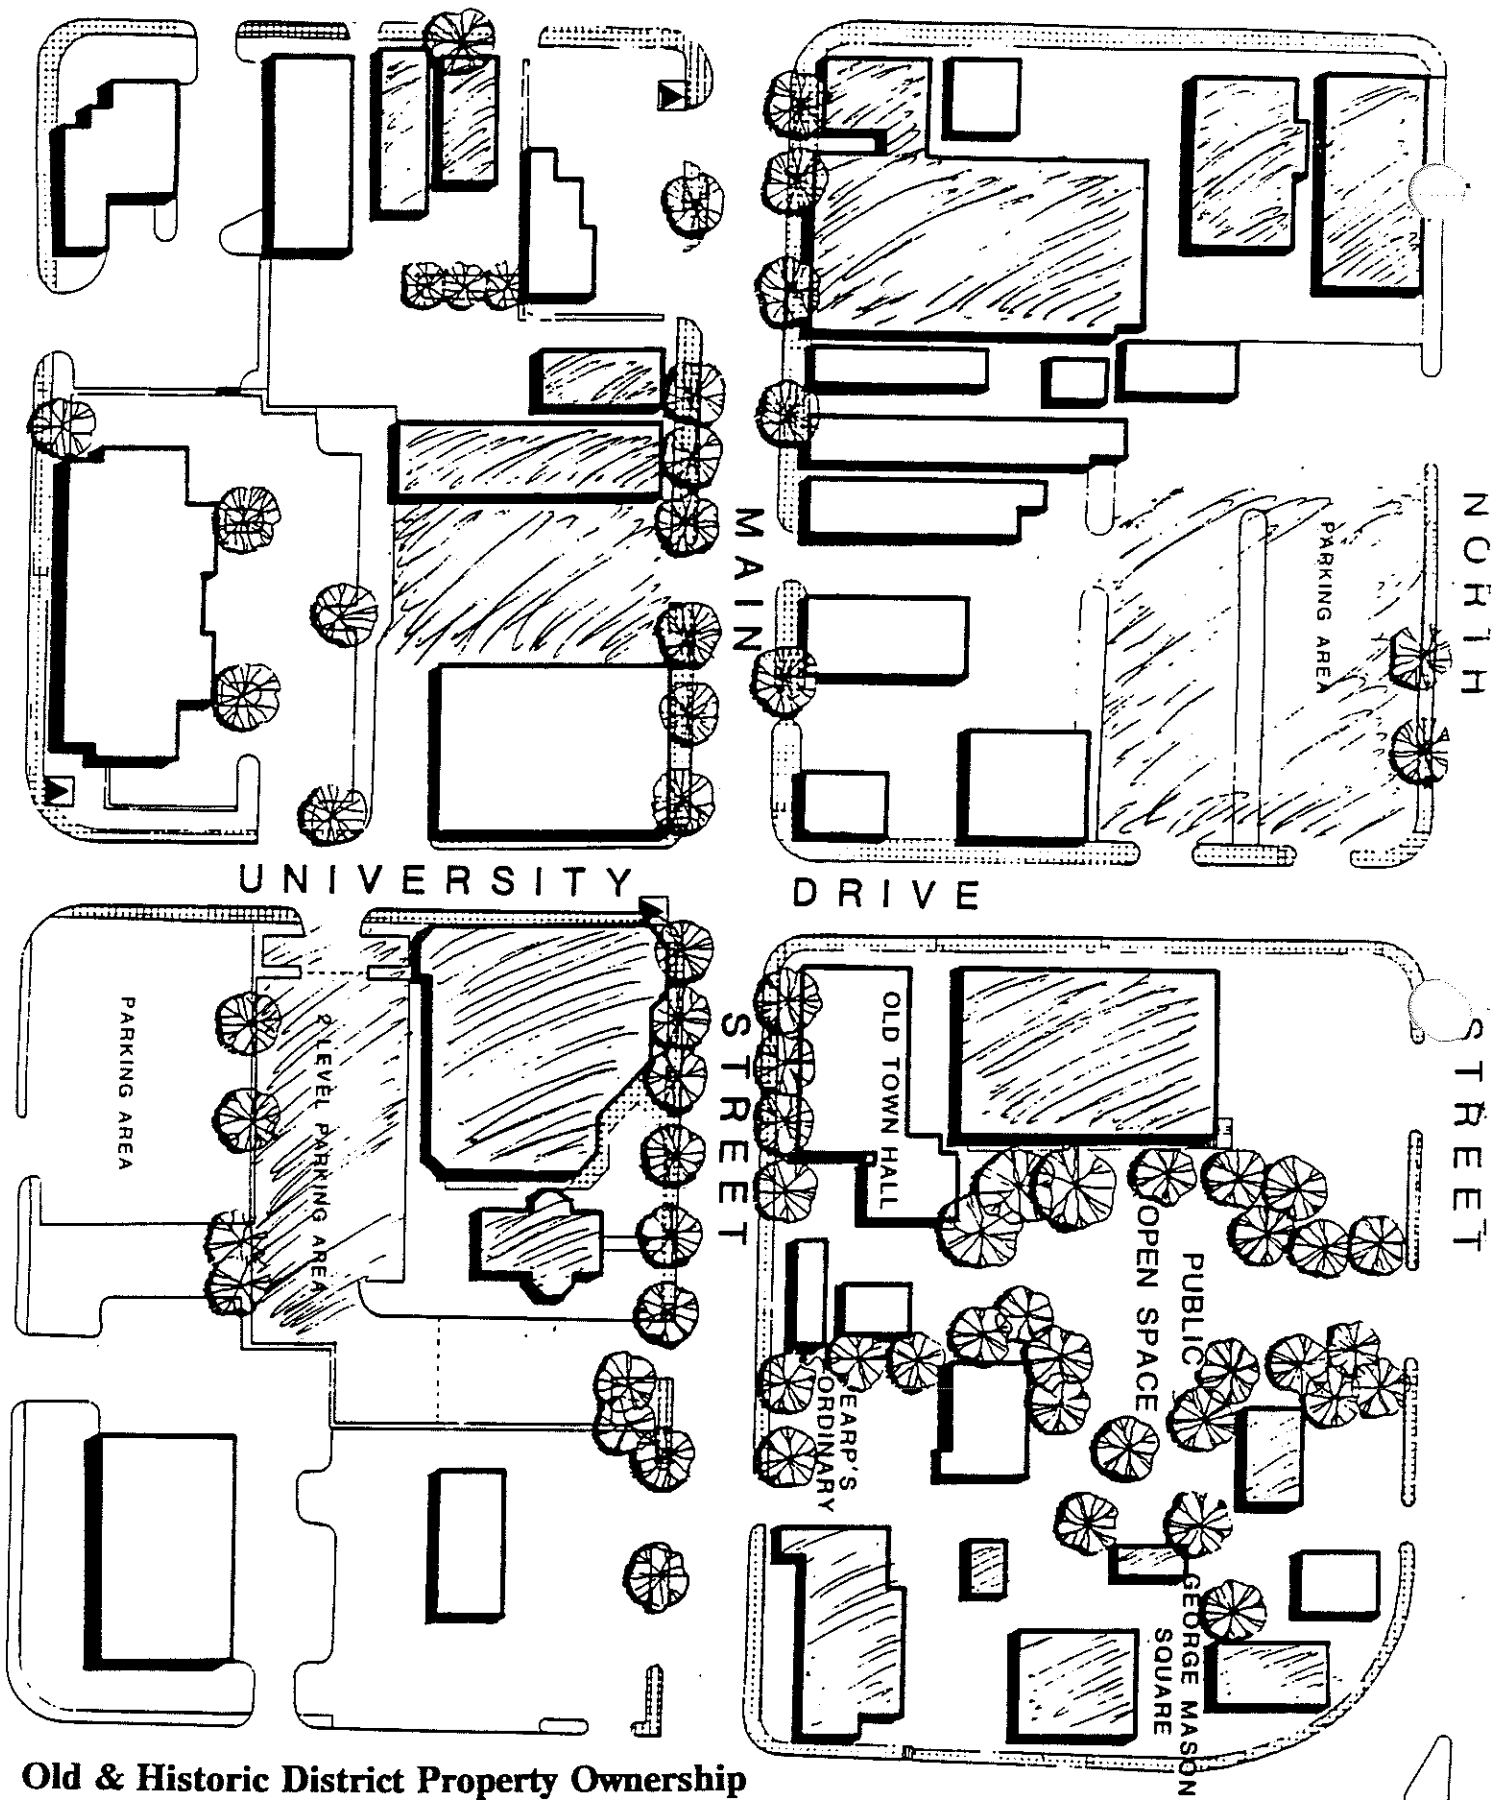 MAIN
NORTH
PARKING AREA
UNIVERSITY DRIVE
PARKING AREA
2 LEVEL PARKING AREA
STREET
OLD TOWN HALL
STREET
PUBLIC
OPEN SPACE
EARP'S
ORDINARY
GEORGE MASON
SQUARE
Old & Historic District Property Ownership